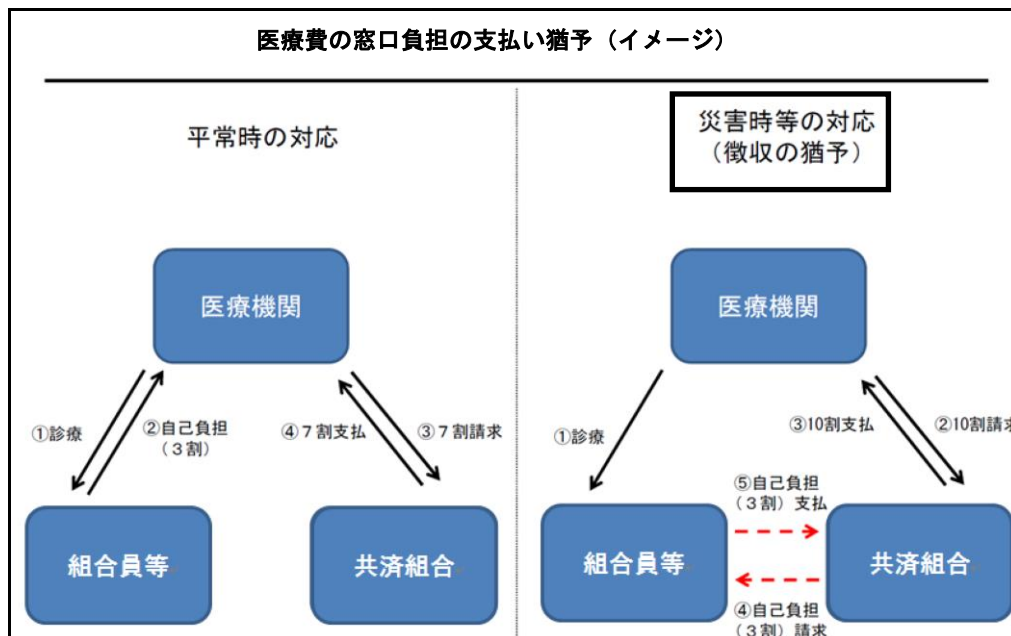 医療費の窓口負担の支払い猶予（イメージ）
平常時の対応
医療機関
①診療
②自己負担
（３割）
④７割支払
③７割請求
組合員等
共済組合
災害時等の対応
（徴収の猶予）
医療機関
①診療
③10割支払
②10割請求
⑤自己負担
（３割）支払
組合員等
共済組合
④自己負担
（３割）請求